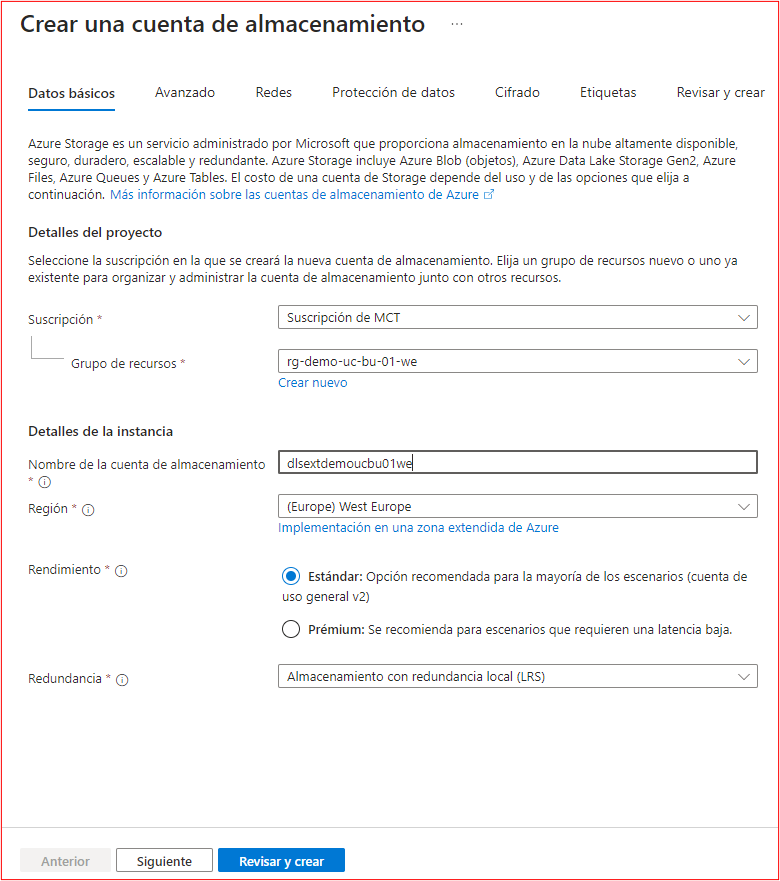 Crear una cuenta de almacenamiento ...
Datos básicos Avanzado Redes Protección de datos Cifrado Etiquetas Revisar y crear
Azure Storage es un servicio administrado por Microsoft que proporciona almacenamiento en la nube altamente disponible,
seguro, duradero, escalable y redundante. Azure Storage incluye Azure Blob (objetos), Azure Data Lake Storage Gen2, Azure
Files, Azure Queues y Azure Tables. El costo de una cuenta de Storage depende del uso y de las opciones que elija a
continuación. Más información sobre las cuentas de almacenamiento de Azure
Detalles del proyecto
Seleccione la suscripción en la que se creará la nueva cuenta de almacenamiento. Elija un grupo de recursos nuevo o uno ya
existente para organizar y administrar la cuenta de almacenamiento junto con otros recursos.
Suscripción * Suscripción de MCT
Grupo de recursos * rg-demo-uc-bu-01-we
Crear nuevo
Detalles de la instancia
Nombre de la cuenta de almacenamiento dlsextdemoucbu01we
*
Región * (Europe) West Europe
Implementación en una zona extendida de Azure
Rendimiento * Estándar: Opción recomendada para la mayoría de los escenarios (cuenta de
uso general v2)
Prémium: Se recomienda para escenarios que requieren una latencia baja.
Redundancia * Almacenamiento con redundancia local (LRS)
Anterior Siguiente Revisar y crear